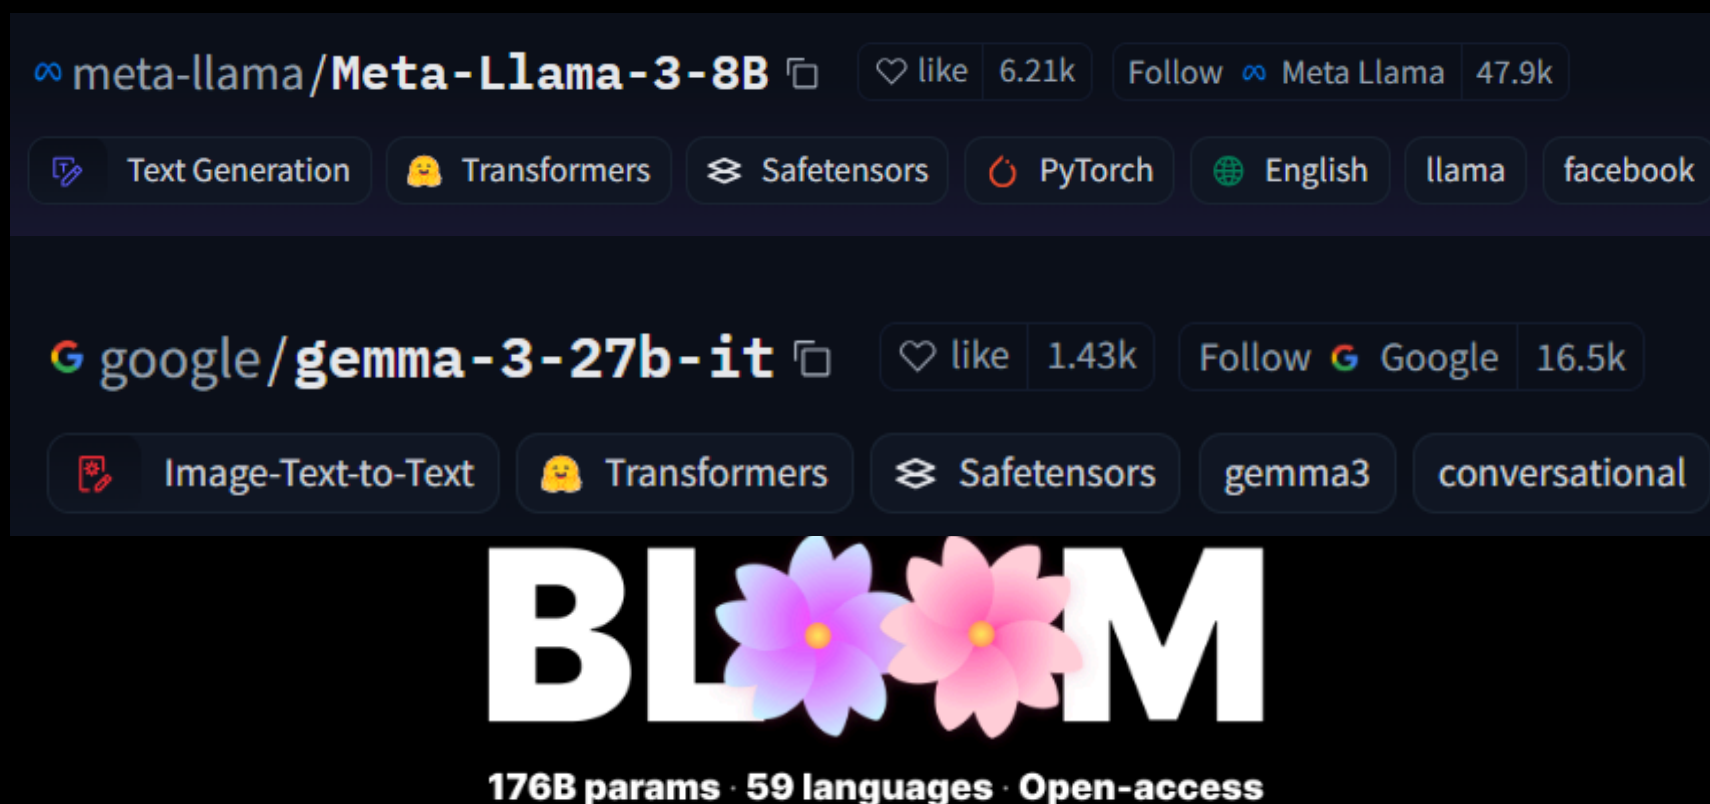 meta-llama/Meta-Llama-3-8B like 6.21k Follow Meta Llama 47.9k
Text Generation Transformers Safetensors PyTorch English llama facebook
google/gemma-3-27b-it like 1.43k Follow Google 16.5k
Image-Text-to-Text Transformers Safetensors gemma3 conversational
BLOOM
176B params · 59 languages · Open-access